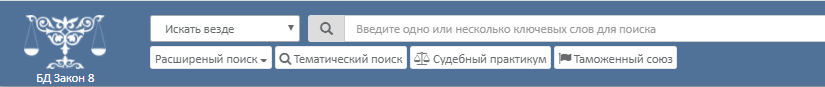 Искать везде
Введите одно или несколько ключевых слов для поиска
Расширеный поиск
Тематический поиск
Судебный практикум
Таможенный союз
БД Закон 8